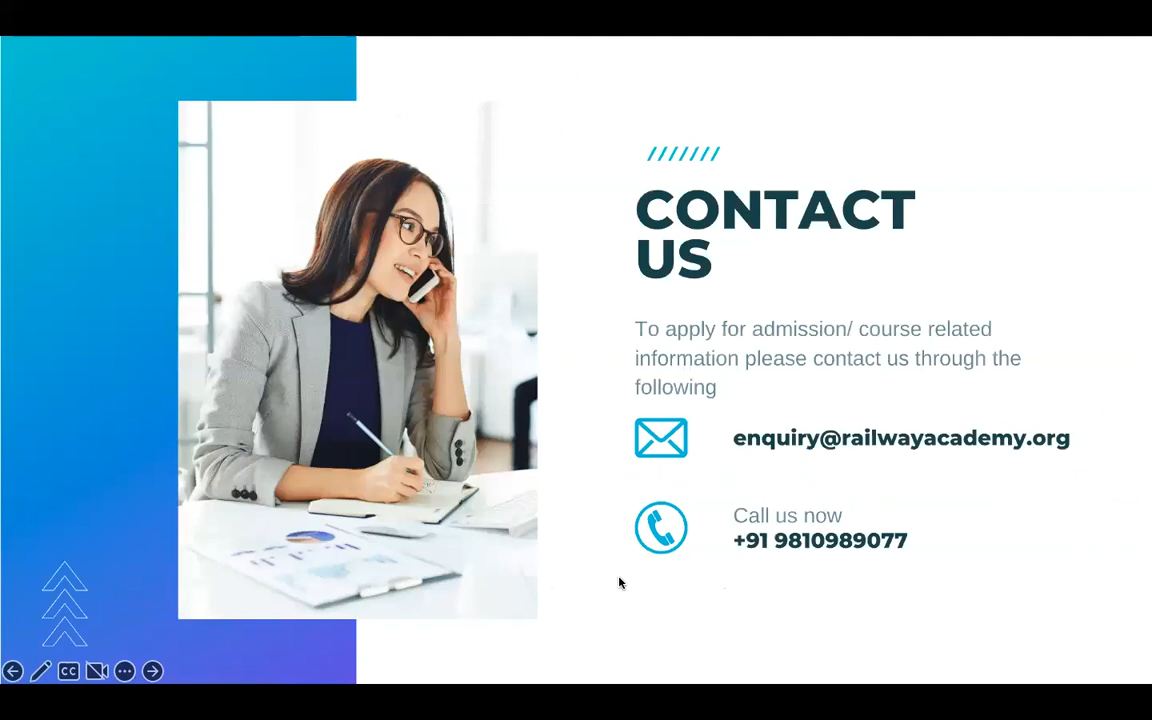 CONTACT
US
To apply for admission/ course related
information please contact us through the
following
enquiry@railwayacademy.org
Call us now
+91 9810989077
CC